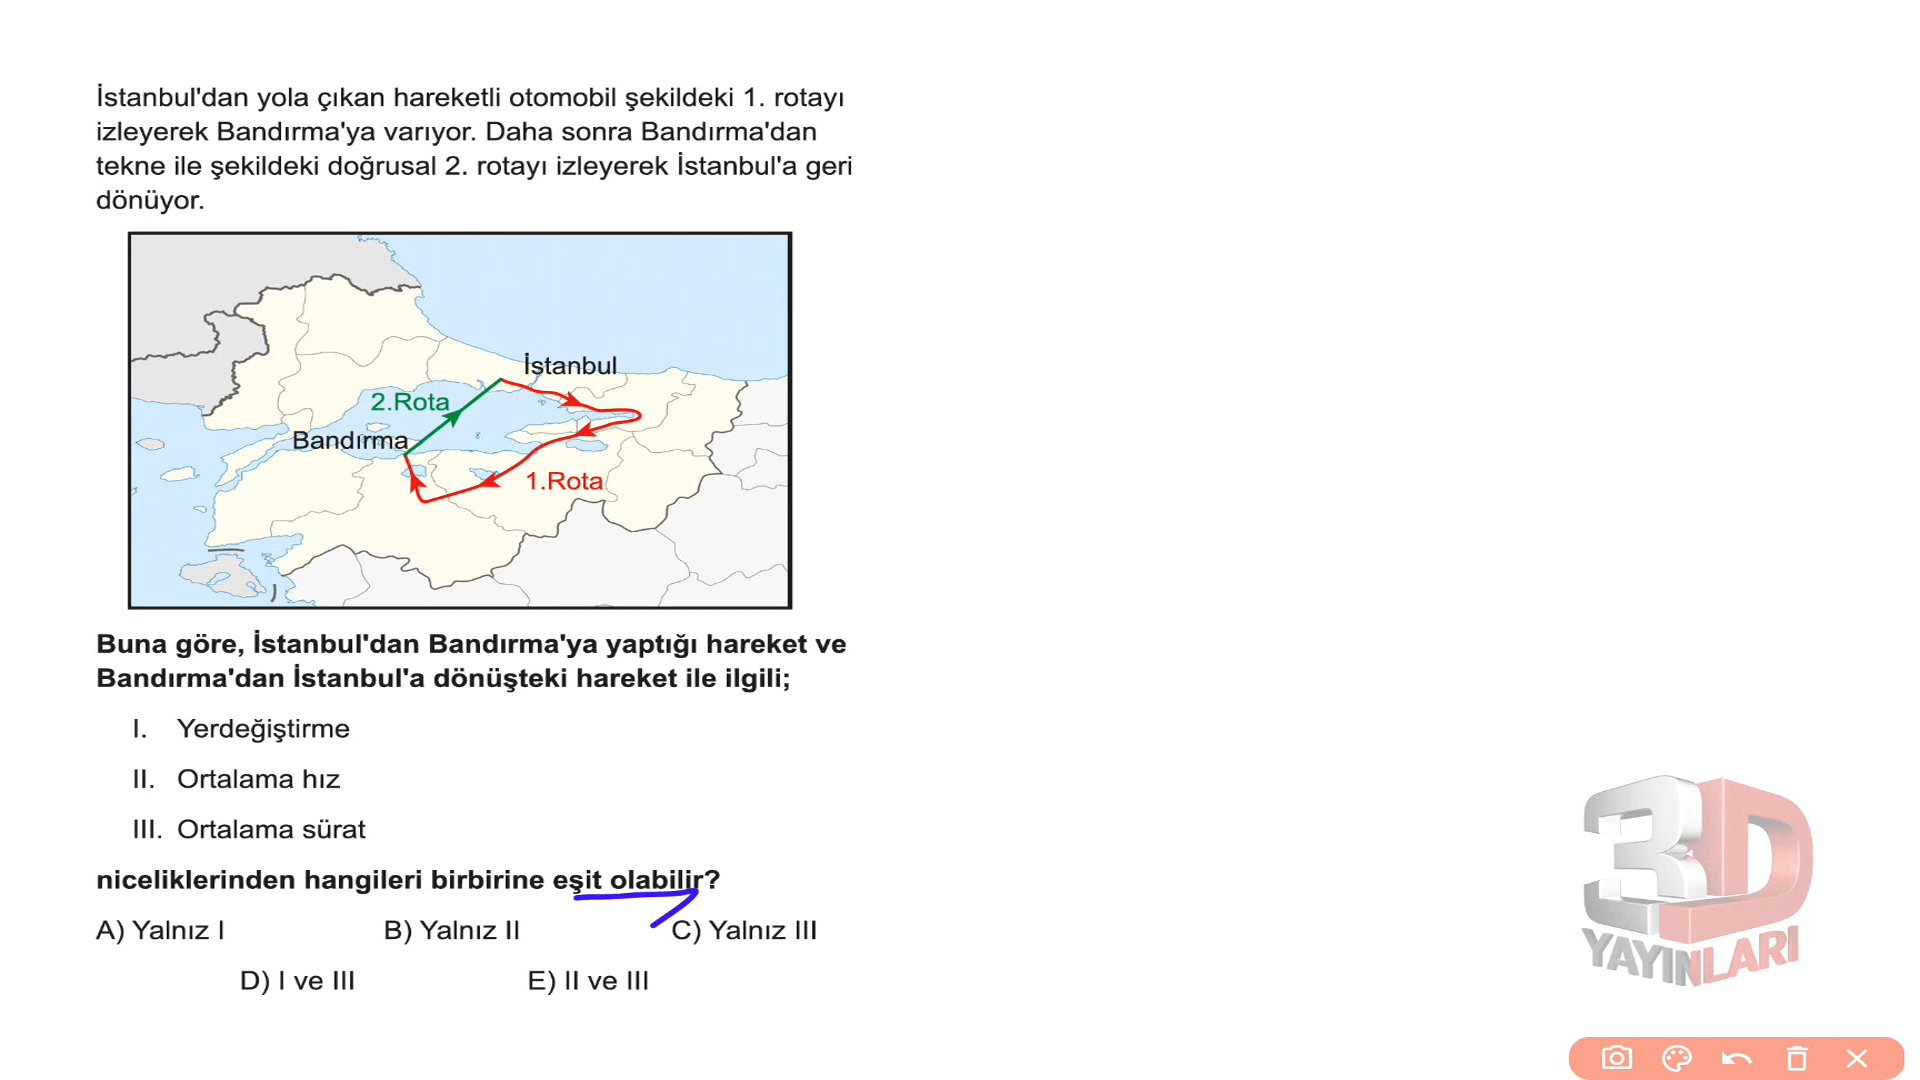 İstanbul'dan yola çıkan hareketli otomobil şekildeki 1. rotayı
izleyerek Bandırma'ya varıyor. Daha sonra Bandırma'dan
tekne ile şekildeki doğrusal 2. rotayı izleyerek İstanbul'a geri
dönüyor.
İstanbul
2.Rota
Bandırma
1.Rota
Buna göre, İstanbul'dan Bandırma'ya yaptığı hareket ve
Bandırma'dan İstanbul'a dönüşteki hareket ile ilgili;
I. Yerdeğiştirme
II. Ortalama hız
III. Ortalama sürat
niceliklerinden hangileri birbirine eşit olabilir?
A) Yalnız I B) Yalnız II C) Yalnız III
D) I ve III E) II ve III
3D
YAYINLARI